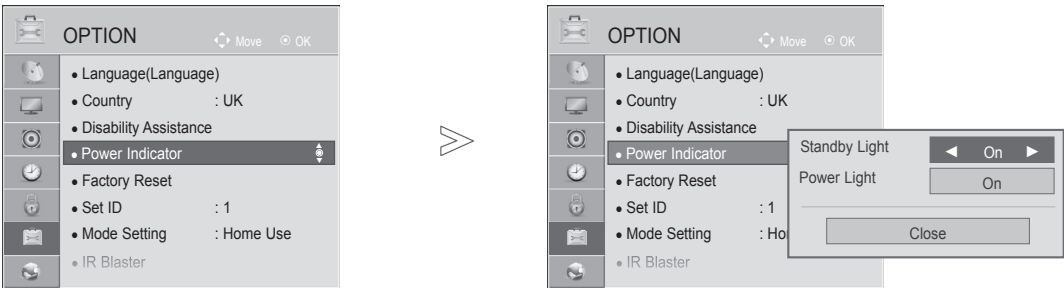 OPTION Move OK
• Language(Language)
• Country : UK
• Disability Assistance
• Power Indicator
• Factory Reset
• Set ID : 1
• Mode Setting : Home Use
• IR Blaster
OPTION Move OK
• Language(Language)
• Country : UK
• Disability Assistance
• Power Indicator
• Factory Reset
• Set ID : 1
• Mode Setting : Ho
• IR Blaster
Standby Light ◄ On ►
Power Light On
Close